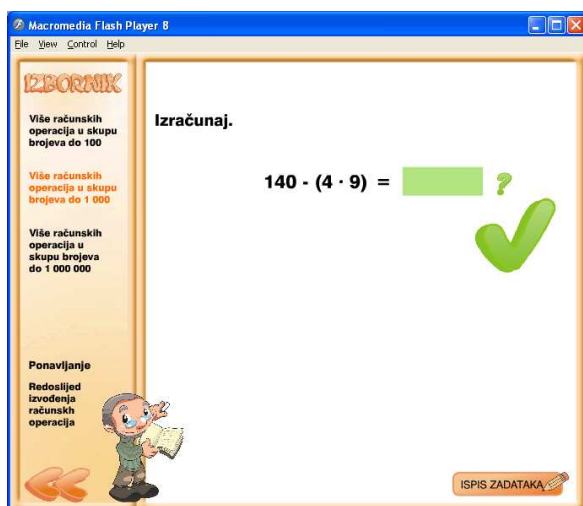 Macromedia Flash Player 8
File View Control Help
IZBORNIK
Više računskih
operacija u skupu
brojeva do 100
Više računskih
operacija u skupu
brojeva do 1 000
Više računskih
operacija u
skupu brojeva
do 1 000 000
Ponavljanje
Redoslijed
izvođenja
računskh
operacija
Izračunaj.
140 - (4 · 9) = ?
ISPIS ZADATAKA